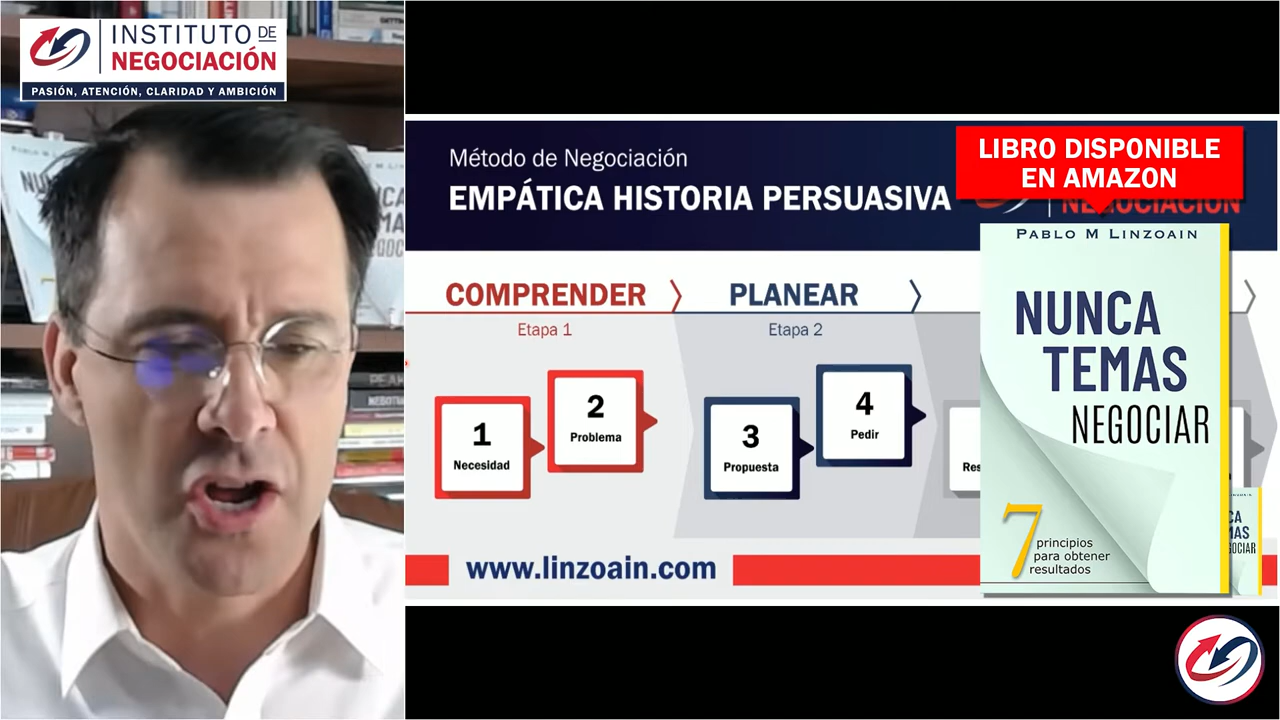 INSTITUTO DE
NEGOCIACIÓN
PASIÓN, ATENCIÓN, CLARIDAD Y AMBICIÓN
Método de Negociación
EMPÁTICA HISTORIA PERSUASIVA
NEGOCIACIÓN
LIBRO DISPONIBLE
EN AMAZON
PABLO M LINZOAIN
NUNCA
TEMAS
NEGOCIAR
7
principios
para obtener
resultados
COMPRENDER
PLANEAR
Etapa 1
Etapa 2
1
Necesidad
2
Problema
3
Propuesta
4
Pedir
www.linzoain.com